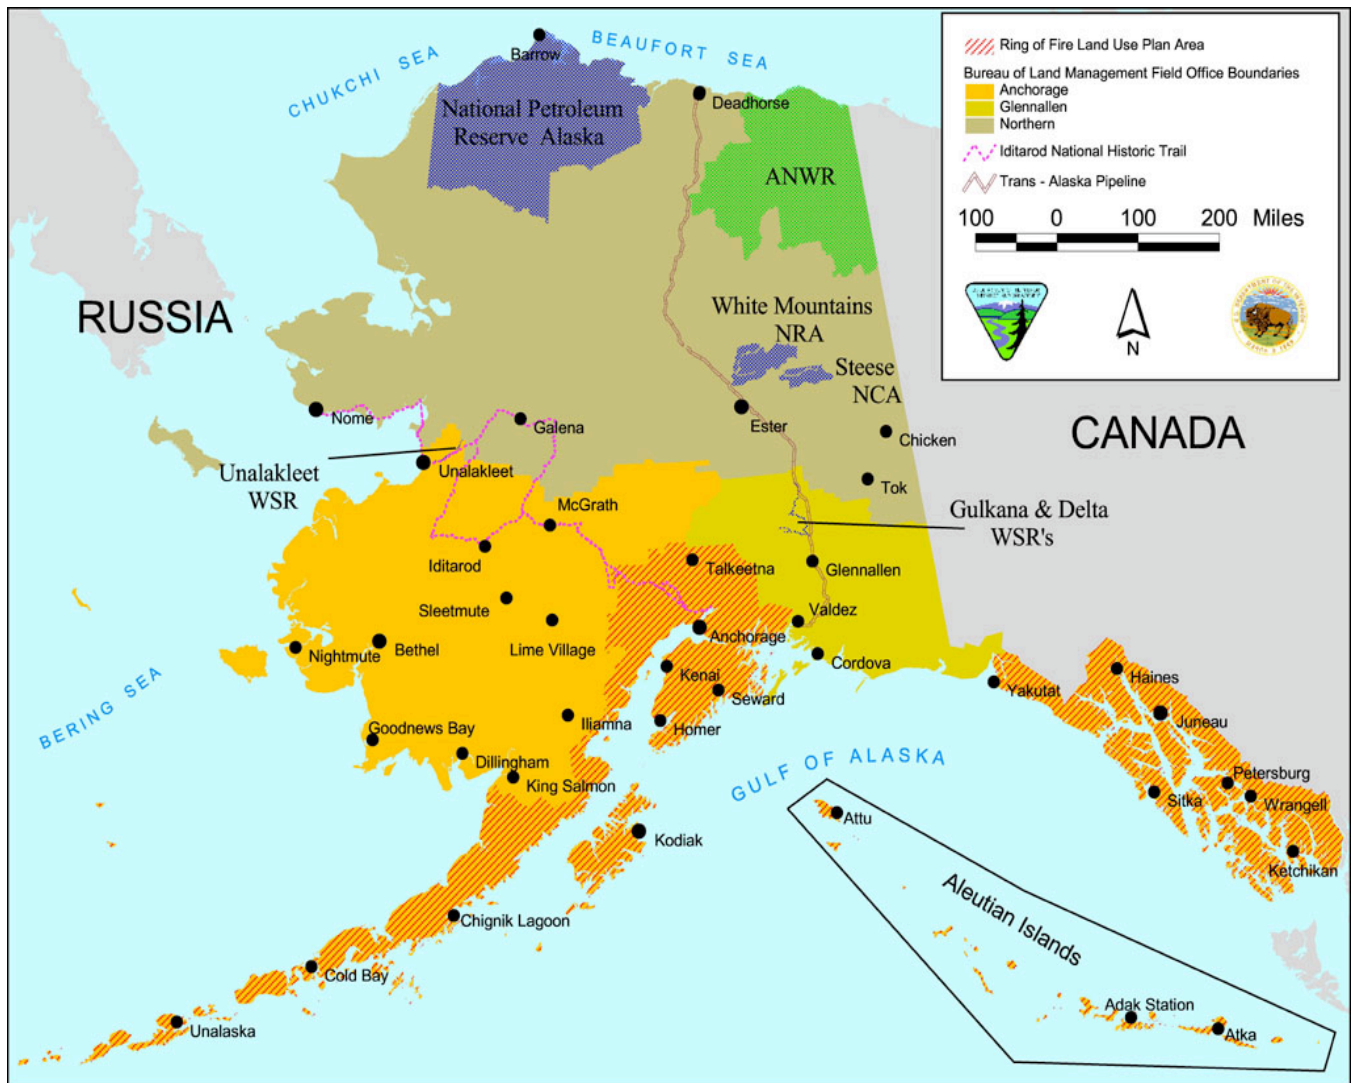 CHUKCHI SEA
BEAUFORT SEA
Barrow
National Petroleum
Reserve Alaska
Deadhorse
ANWR
Ring of Fire Land Use Plan Area
Bureau of Land Management Field Office Boundaries
Anchorage
Glennallen
Northern
Iditarod National Historic Trail
Trans - Alaska Pipeline
100 0 100 200 Miles
N
RUSSIA
White Mountains
NRA
Steese
NCA
CANADA
Nome
Galena
Ester
Chicken
Unalakleet
Unalakleet
WSR
Tok
McGrath
Gulkana & Delta
WSR's
Iditarod
Talkeetna
Glennallen
Sleetmute
Valdez
Lime Village
Anchorage
Nightmute
Bethel
Cordova
Kenai
Seward
Yakutat
Haines
BERING SEA
Goodnews Bay
Iliamna
Homer
Juneau
Dillingham
King Salmon
GULF OF ALASKA
Petersburg
Sitka
Wrangell
Attu
Kodiak
Ketchikan
Aleutian Islands
Chignik Lagoon
Cold Bay
Adak Station
Unalaska
Atka